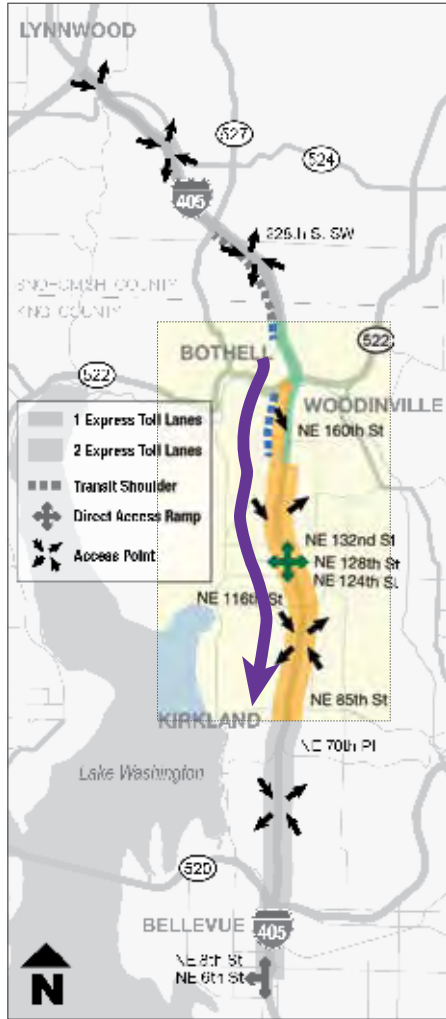 LYNNWOOD
527
524
405
228th St SW
SNOHOMISH COUNTY
KING COUNTY
522
BOTHELL
522
WOODINVILLE
1 Express Toll Lanes
2 Express Toll Lanes
Transit Shoulder
Direct Access Ramp
Access Point
NE 160th St
NE 132nd St
NE 128th St
NE 124th St
NE 116th St
NE 85th St
KIRKLAND
NE 70th Pl
Lake Washington
520
BELLEVUE
405
NE 8th St
NE 6th St
N